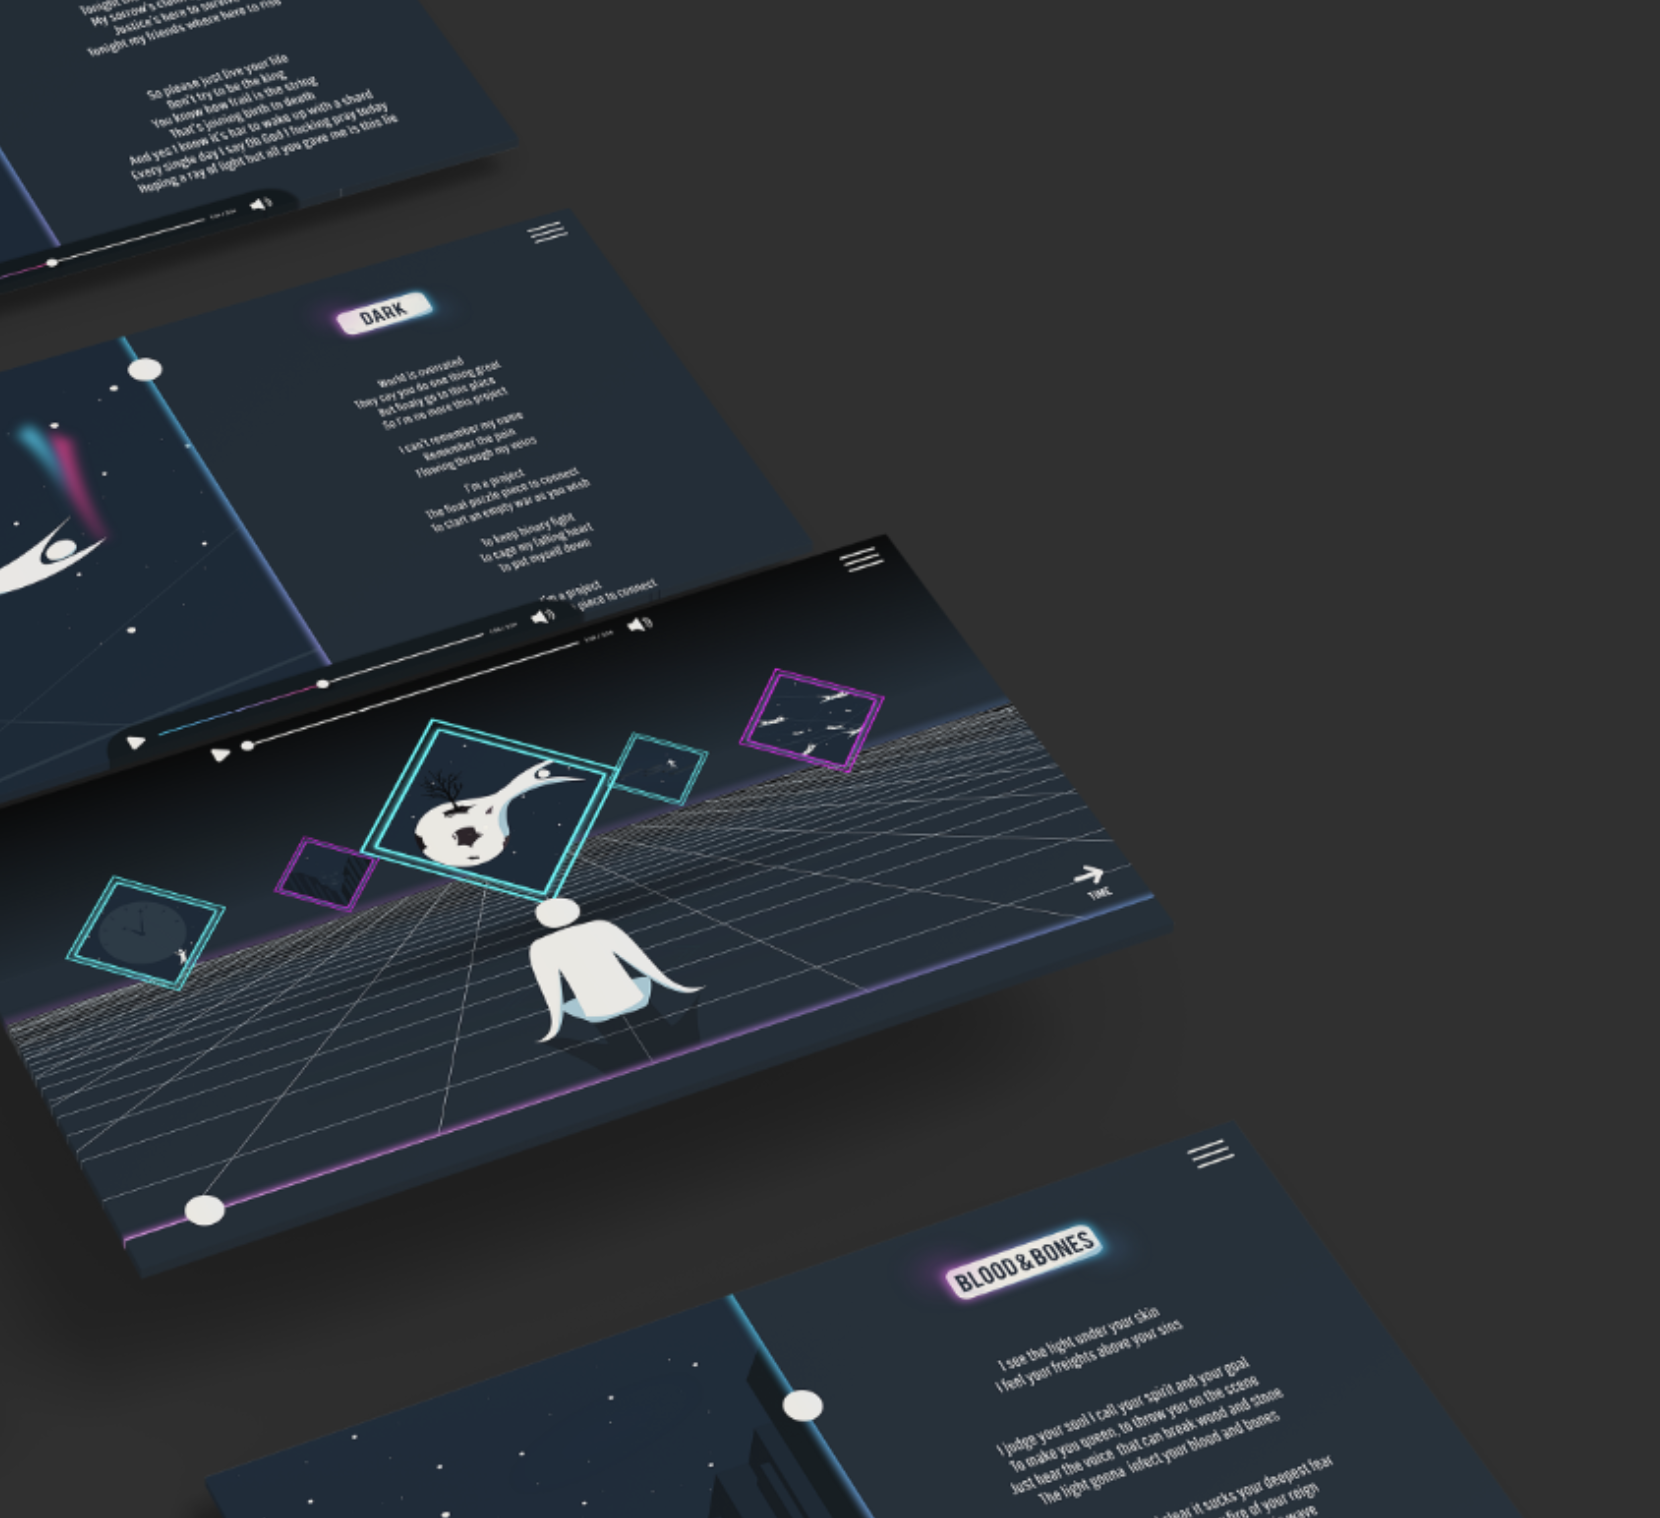 Tonight
My sorrow's
Justice's here to
Tonight my friends where here to rise
So please just live your life
Don't try to be the king
You know how frail is the string
That's joining birth to death
And yes I know it's har to wake up with a shard
Every single day I say Oh God I fucking pray today
Hoping a ray of light but all you gave me is this lie
DARK
World is overrated
They say you do one thing great
But finaly go to this place
So I'm no more this project
I can't remember my name
Remember the pain
Flowing through my veins
I'm a project
The final puzzle piece to connect
To start an empty war as you wish
To keep binary fight
To cage my falling heart
To put myself down
I'm a project
piece to connect
TIME
BLOOD&BONES
I see the light under your skin
I feel your freights above your sins
I judge your soul I call your spirit and your goal
To make you queen, to throw you on the scene
Just hear the voice that can break wood and stone
The light gonna infect your blood and bones
clear it sucks your deepest fear
fire of your reign
wave